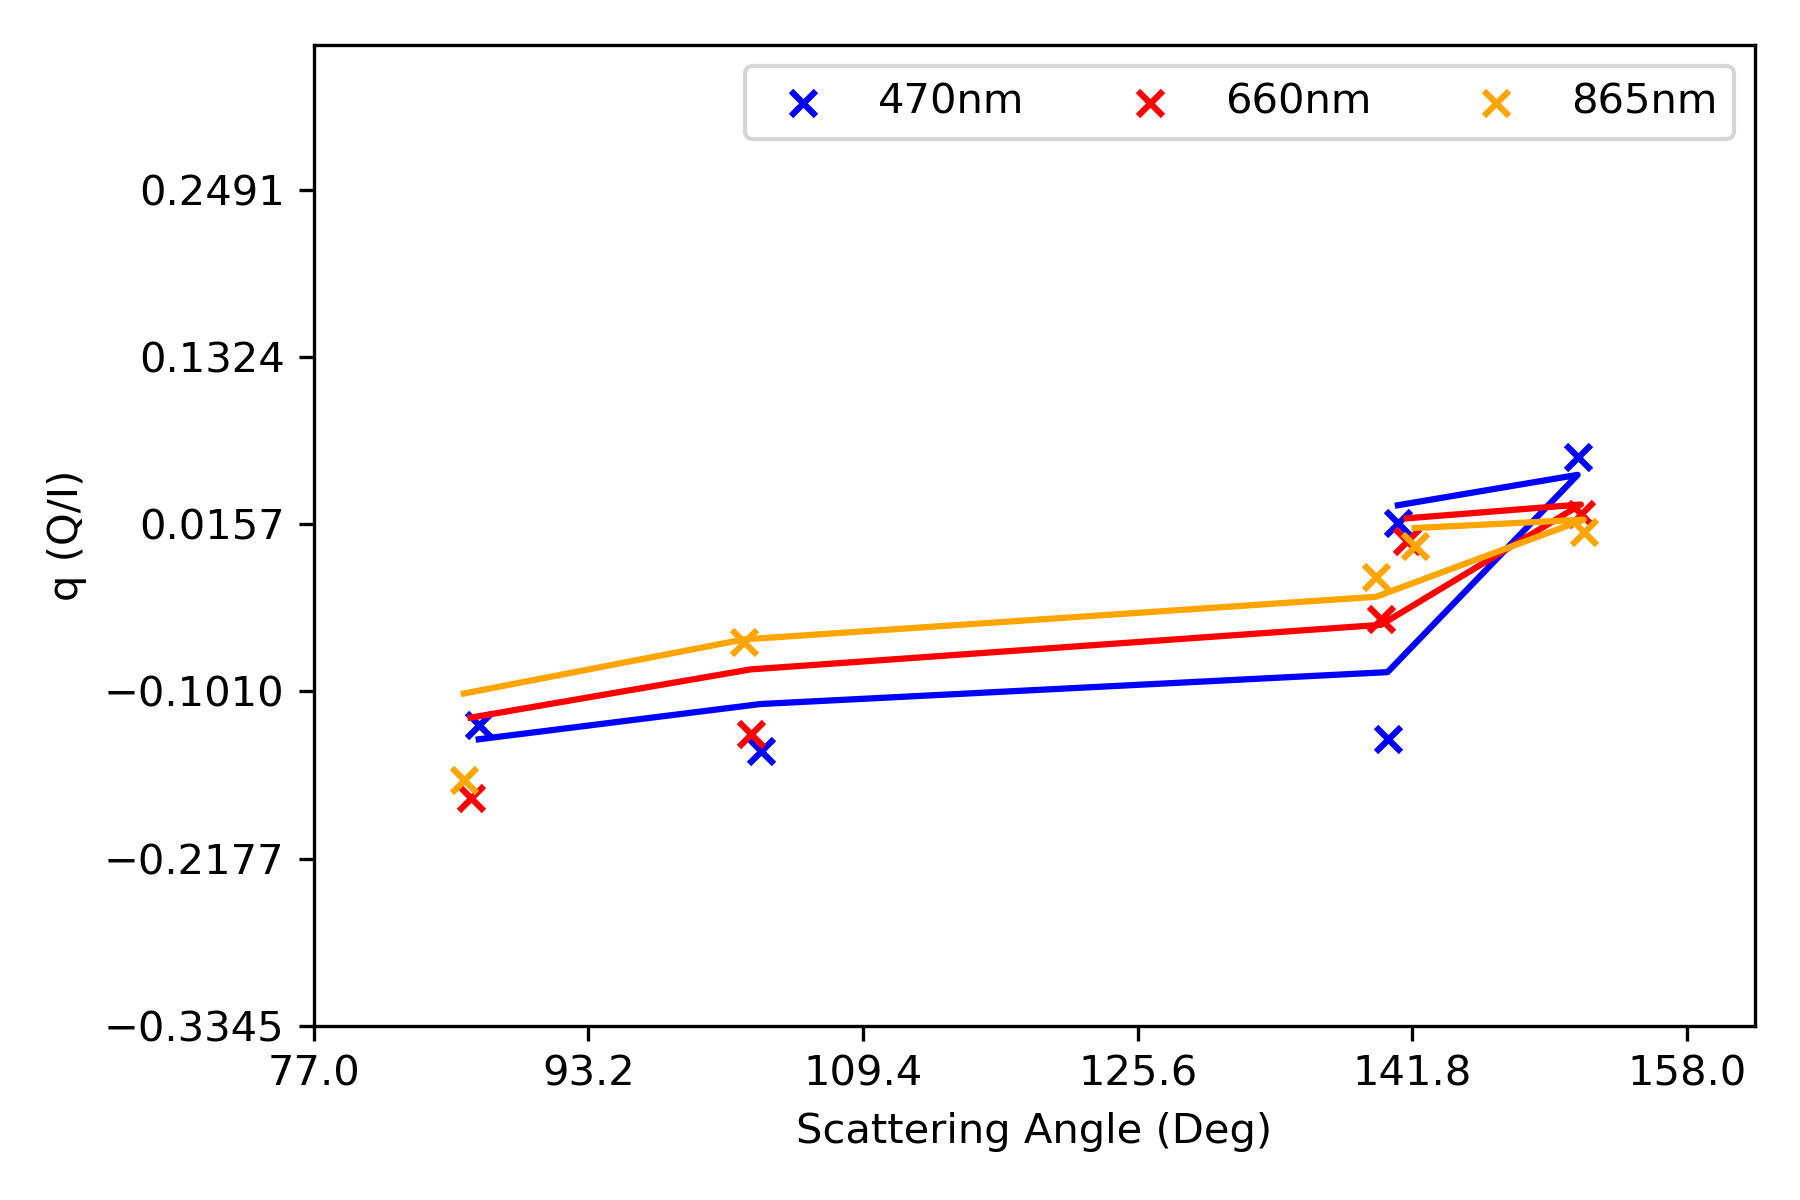 470nm 660nm 865nm
0.2491
0.1324
0.0157
−0.1010
−0.2177
−0.3345
q (Q/I)
77.0 93.2 109.4 125.6 141.8 158.0
Scattering Angle (Deg)